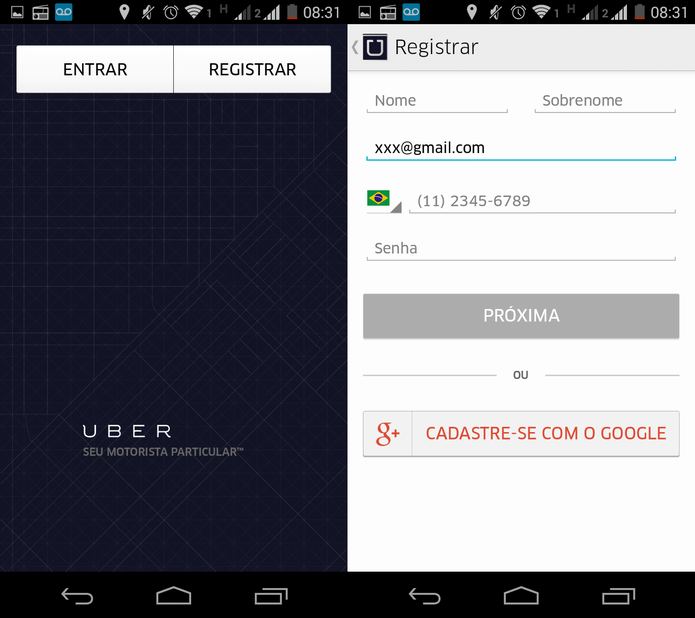 1 H 2 08:31
ENTRAR REGISTRAR
UBER
SEU MOTORISTA PARTICULAR™
1 H 2 08:31
Registrar
Nome Sobrenome
xxx@gmail.com
(11) 2345-6789
Senha
PRÓXIMA
OU
g+ CADASTRE-SE COM O GOOGLE